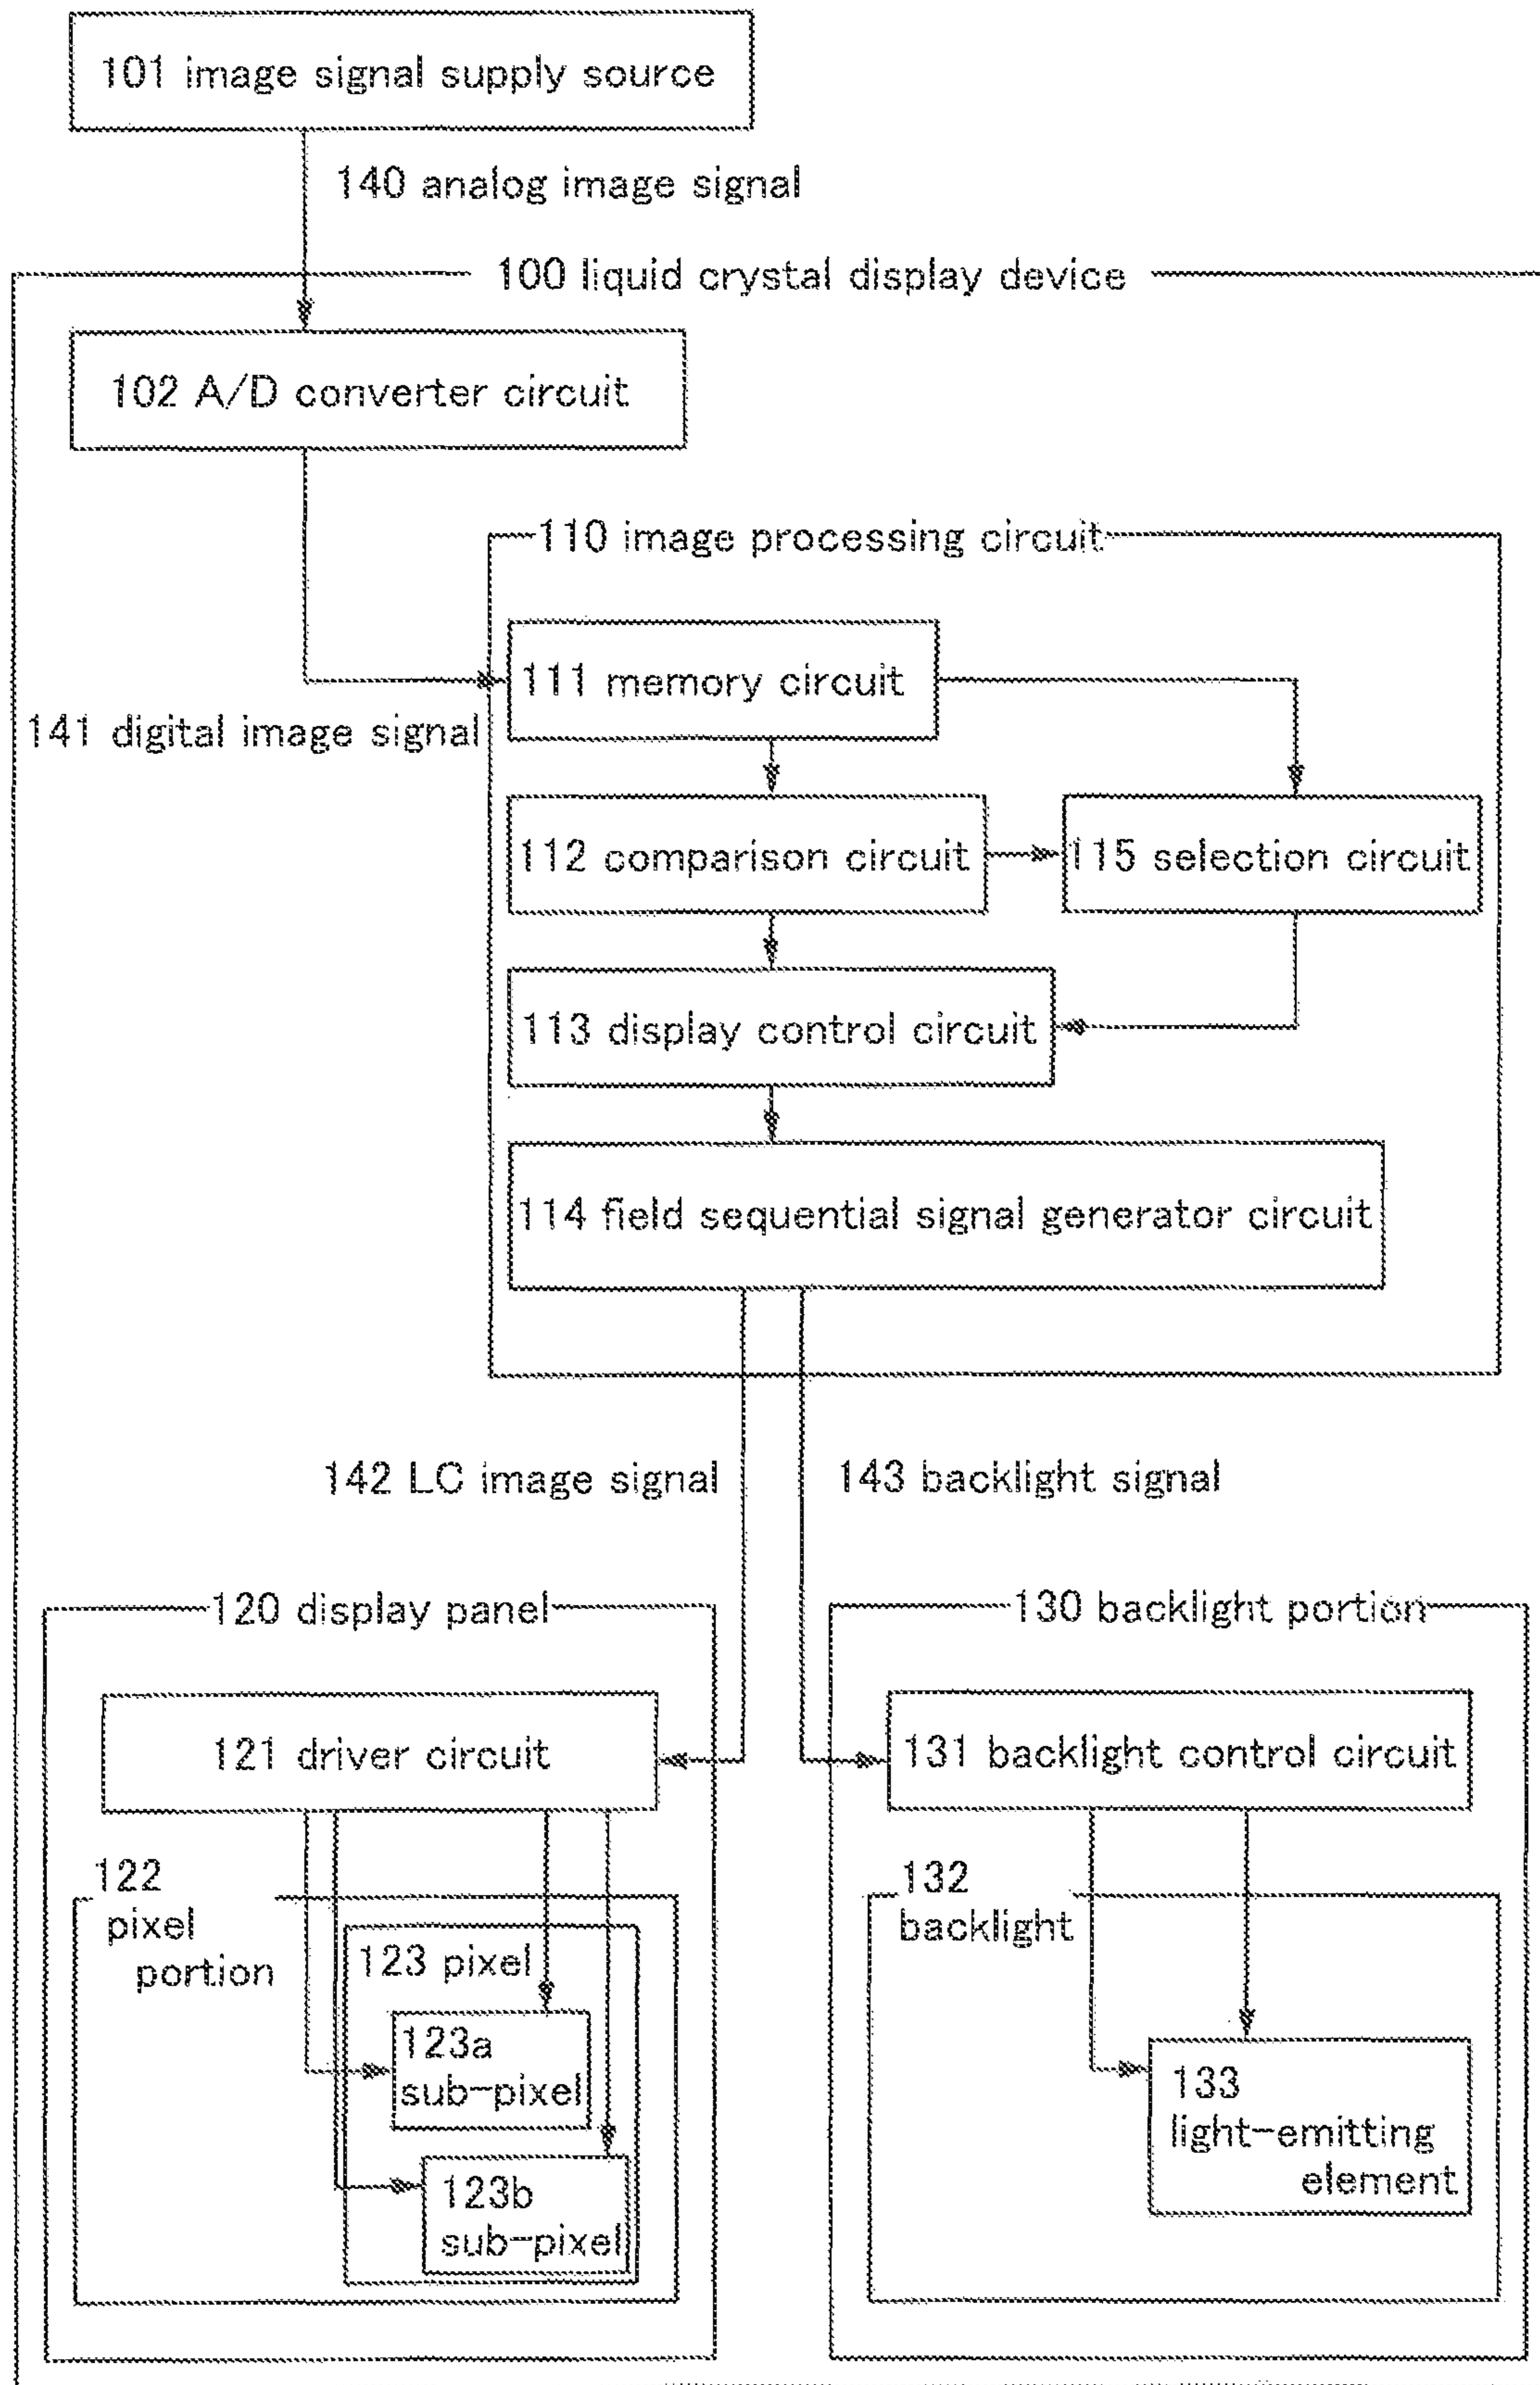 101 image signal supply source
140 analog image signal
100 liquid crystal display device
102 A/D converter circuit
110 image processing circuit
111 memory circuit
141 digital image signal
112 comparison circuit
115 selection circuit
113 display control circuit
114 field sequential signal generator circuit
142 LC image signal
143 backlight signal
120 display panel
130 backlight portion
121 driver circuit
131 backlight control circuit
122
pixel
portion
132
backlight
123 pixel
123a
sub-pixel
133
light-emitting
element
123b
sub-pixel